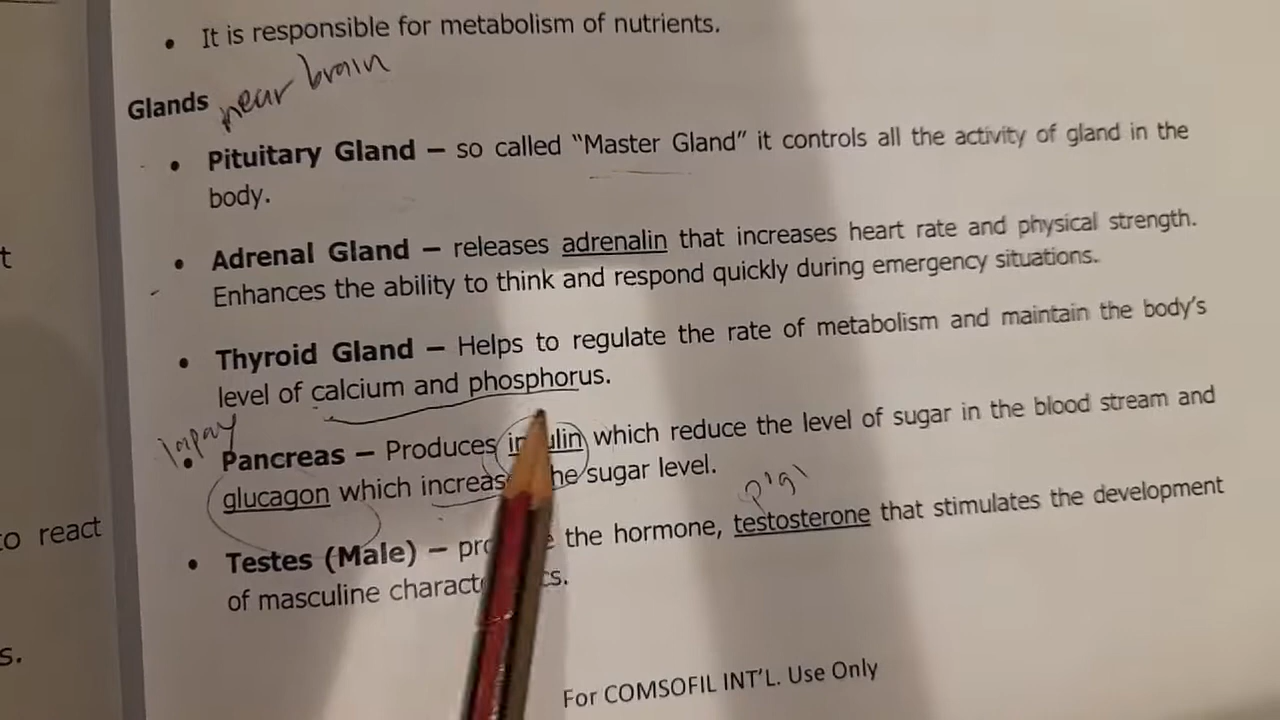 • It is responsible for metabolism of nutrients.
near brain
Glands
• Pituitary Gland – so called "Master Gland" it controls all the activity of gland in the
body.
t
• Adrenal Gland – releases adrenalin that increases heart rate and physical strength.
Enhances the ability to think and respond quickly during emergency situations.
• Thyroid Gland – Helps to regulate the rate of metabolism and maintain the body's
level of calcium and phosphorus.
• Pancreas – Produces which reduce the level of sugar in the blood stream and
glucagon which sugar level.
to react
• Testes (Male) – the hormone, testosterone that stimulates the development
of masculine
s.
For COMSOFIL INT'L. Use Only